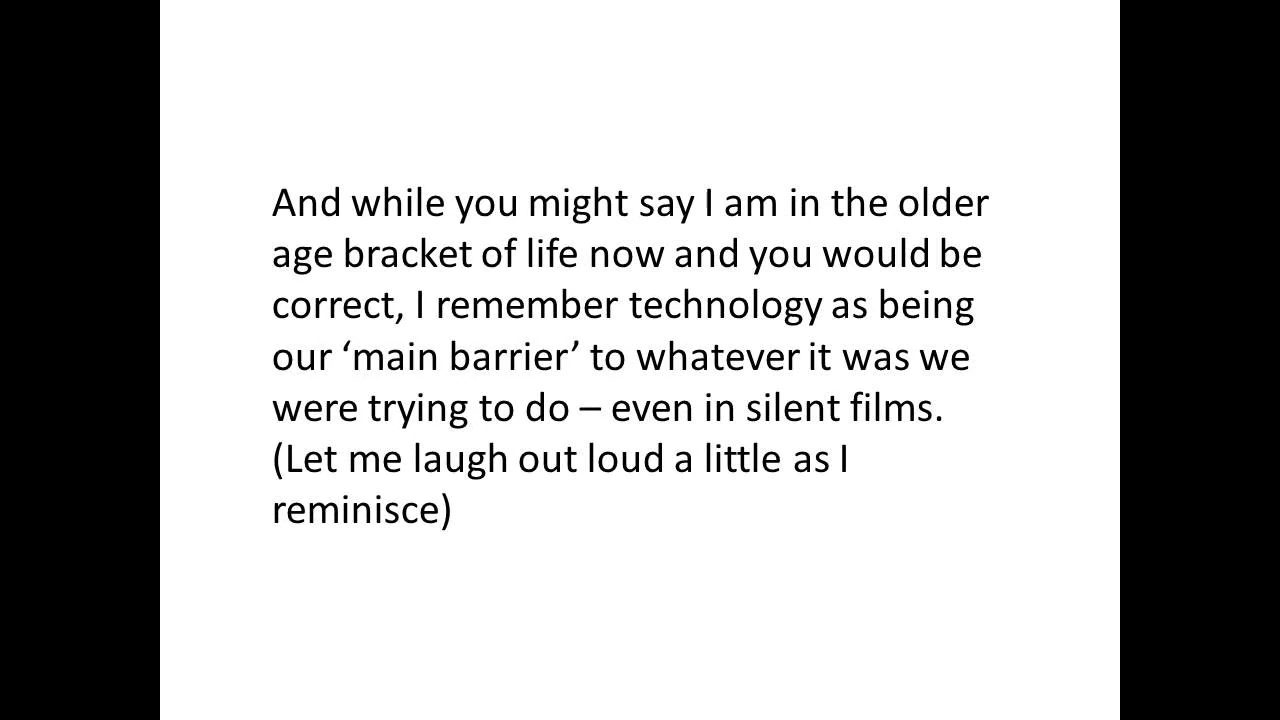 And while you might say I am in the older
age bracket of life now and you would be
correct, I remember technology as being
our ‘main barrier’ to whatever it was we
were trying to do – even in silent films.
(Let me laugh out loud a little as I
reminisce)